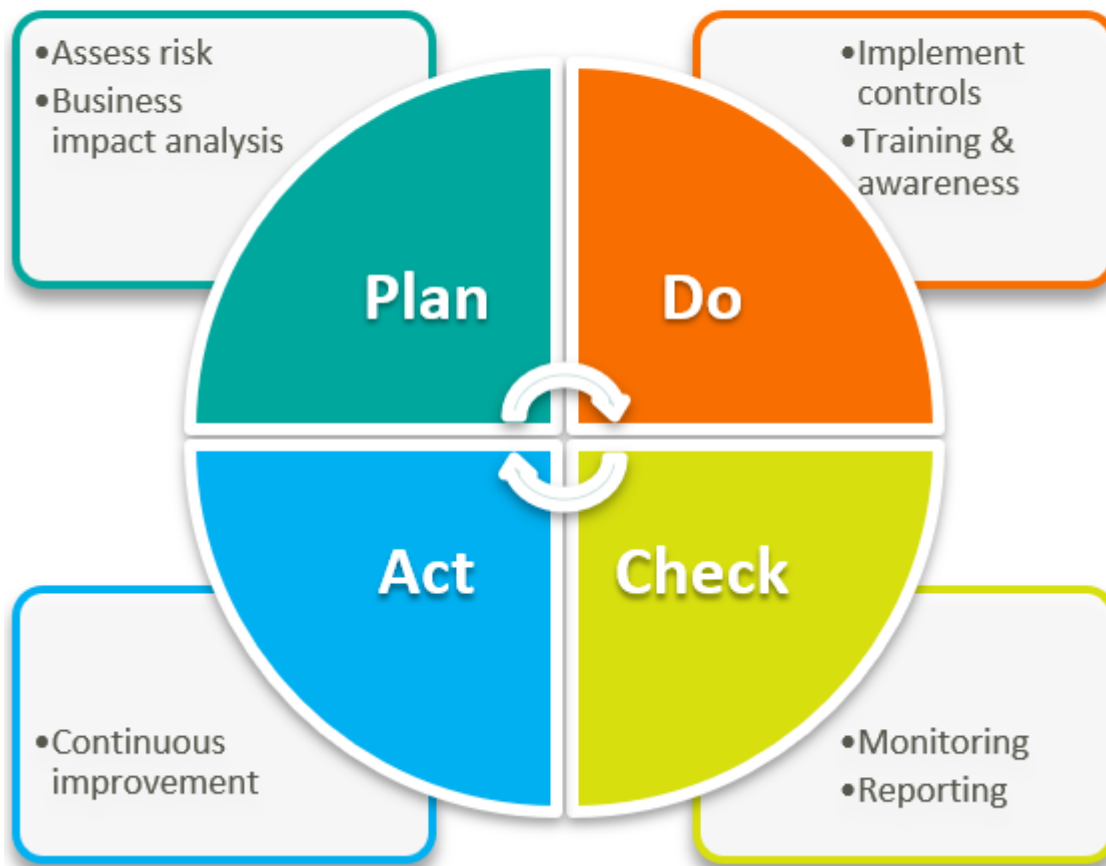 •Assess risk
•Business
impact analysis
•Implement
controls
•Training &
awareness
Plan
Do
Act
Check
•Continuous
improvement
•Monitoring
•Reporting